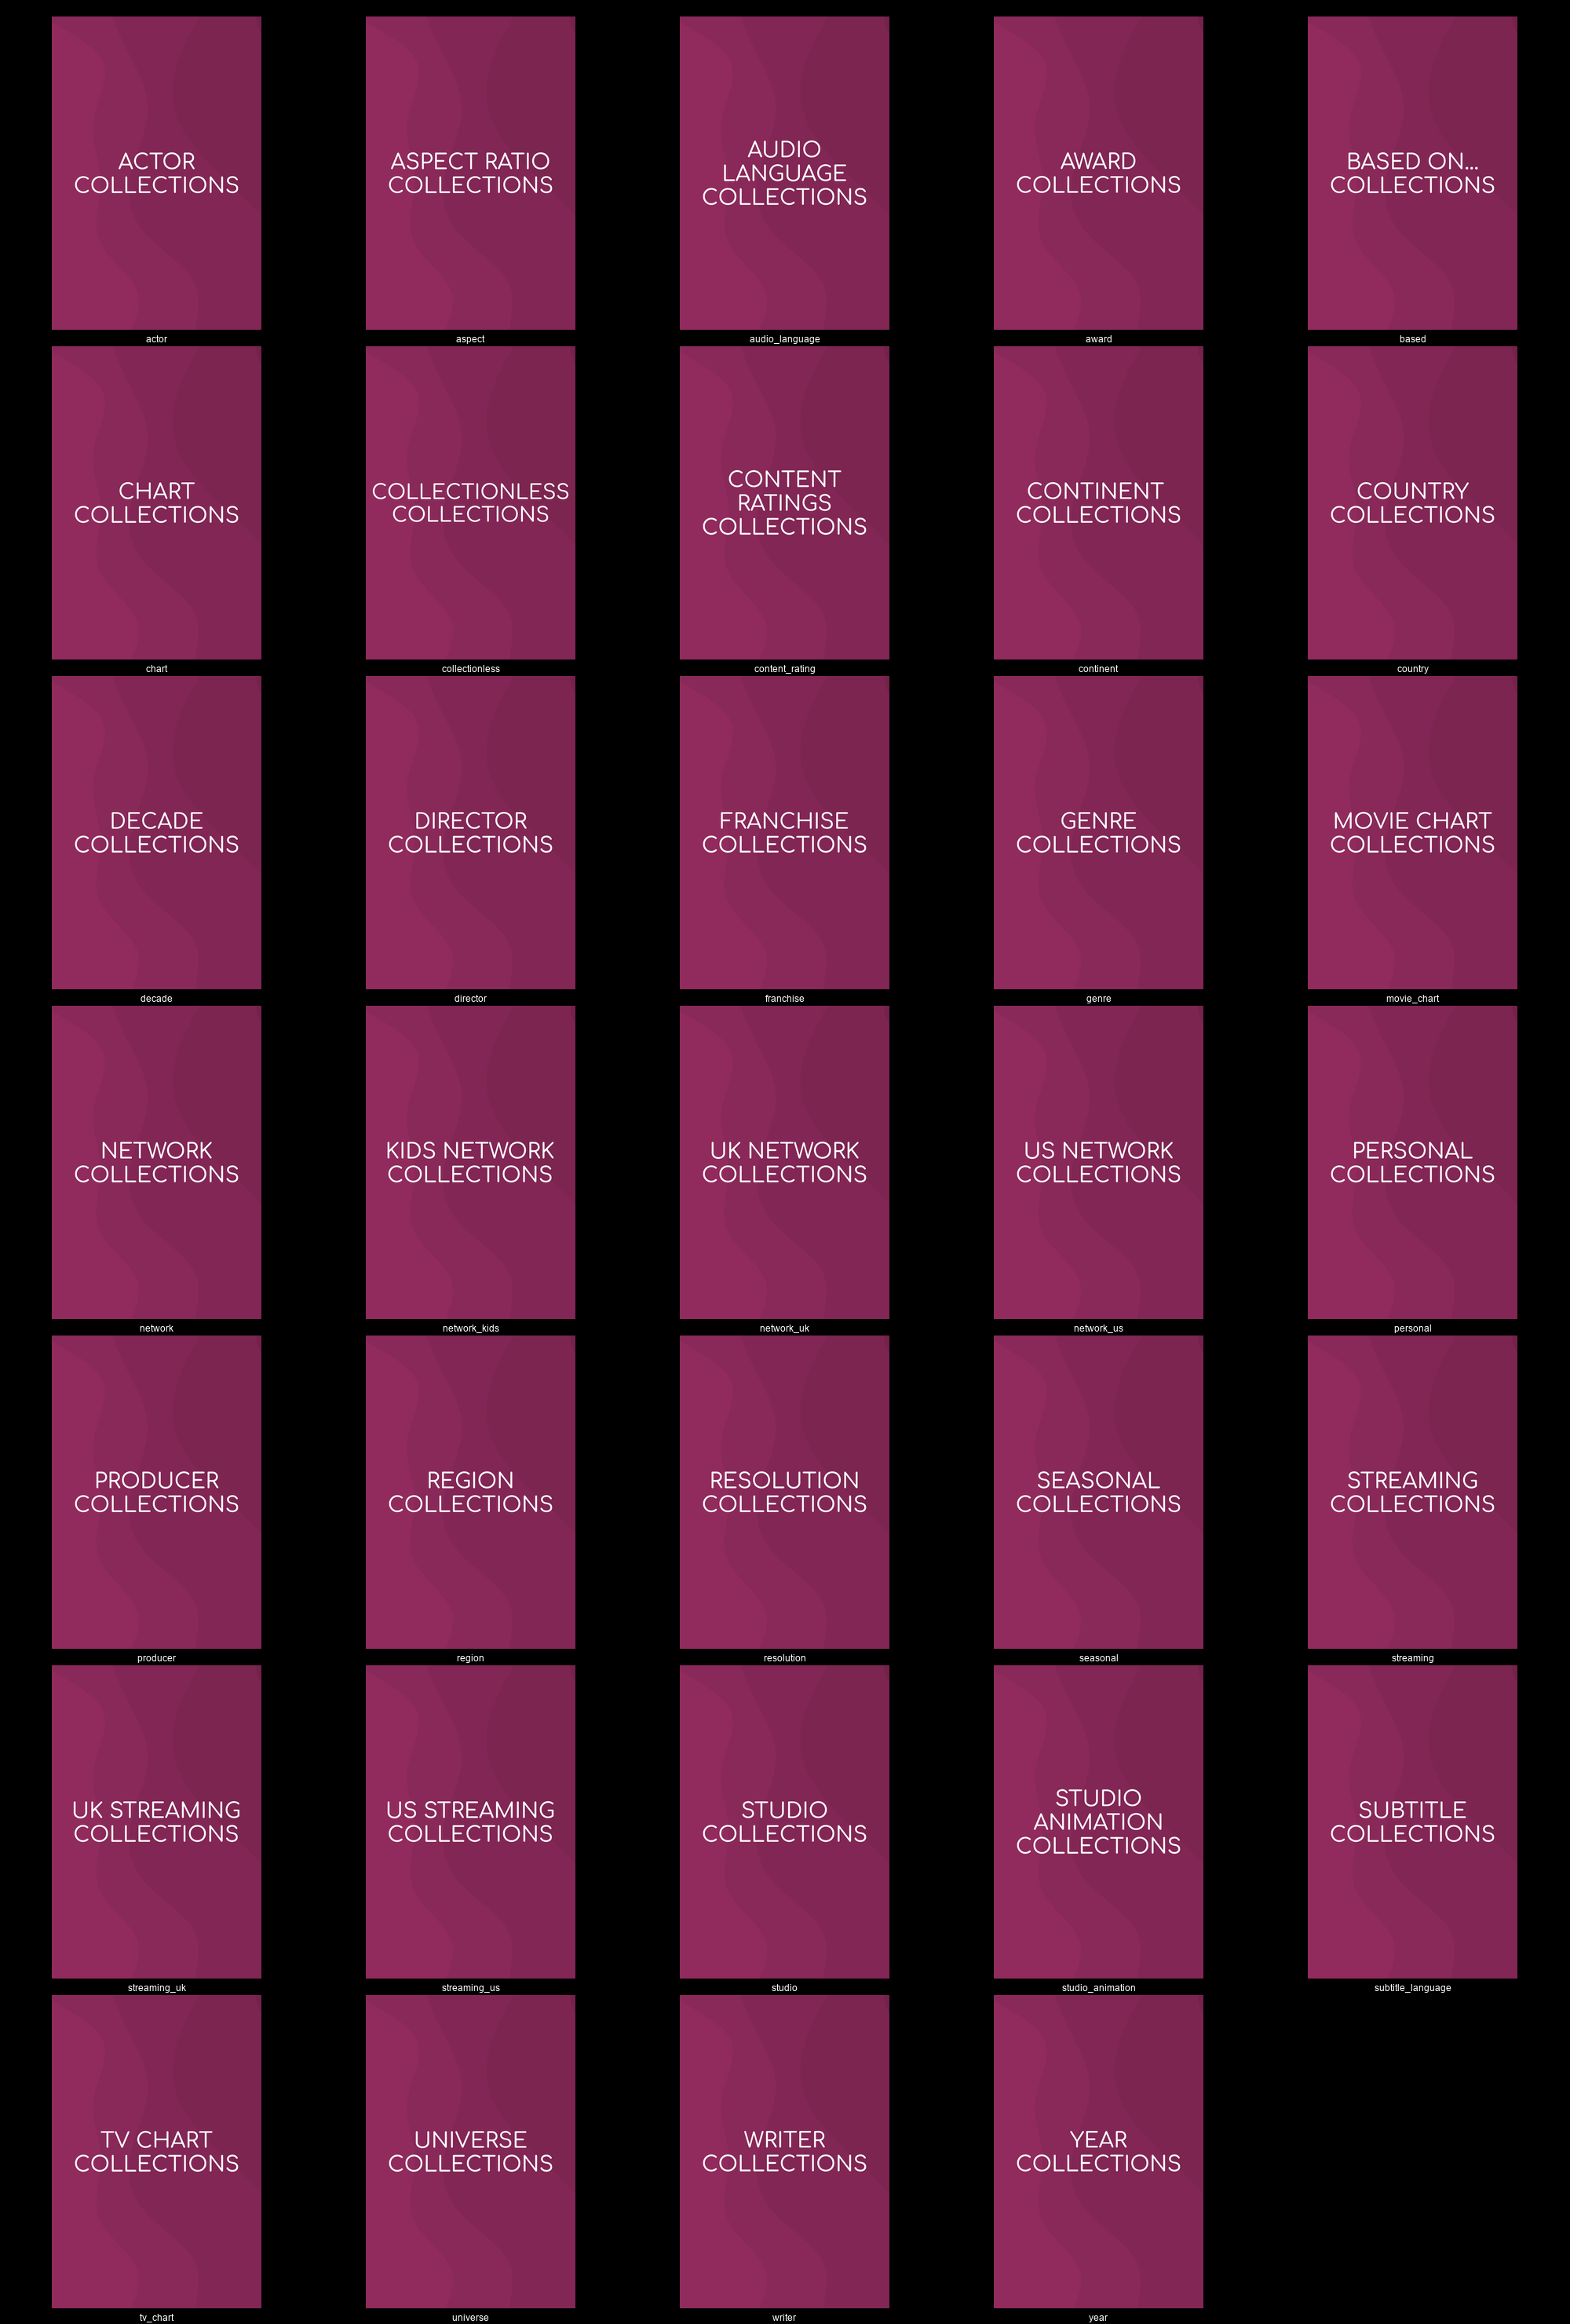 ACTOR
COLLECTIONS
actor
ASPECT RATIO
COLLECTIONS
aspect
AUDIO
LANGUAGE
COLLECTIONS
audio_language
AWARD
COLLECTIONS
award
BASED ON...
COLLECTIONS
based
CHART
COLLECTIONS
chart
COLLECTIONLESS
COLLECTIONS
collectionless
CONTENT
RATINGS
COLLECTIONS
content_rating
CONTINENT
COLLECTIONS
continent
COUNTRY
COLLECTIONS
country
DECADE
COLLECTIONS
decade
DIRECTOR
COLLECTIONS
director
FRANCHISE
COLLECTIONS
franchise
GENRE
COLLECTIONS
genre
MOVIE CHART
COLLECTIONS
movie_chart
NETWORK
COLLECTIONS
network
KIDS NETWORK
COLLECTIONS
network_kids
UK NETWORK
COLLECTIONS
network_uk
US NETWORK
COLLECTIONS
network_us
PERSONAL
COLLECTIONS
personal
PRODUCER
COLLECTIONS
producer
REGION
COLLECTIONS
region
RESOLUTION
COLLECTIONS
resolution
SEASONAL
COLLECTIONS
seasonal
STREAMING
COLLECTIONS
streaming
UK STREAMING
COLLECTIONS
streaming_uk
US STREAMING
COLLECTIONS
streaming_us
STUDIO
COLLECTIONS
studio
STUDIO
ANIMATION
COLLECTIONS
studio_animation
SUBTITLE
COLLECTIONS
subtitle_language
TV CHART
COLLECTIONS
tv_chart
UNIVERSE
COLLECTIONS
universe
WRITER
COLLECTIONS
writer
YEAR
COLLECTIONS
year